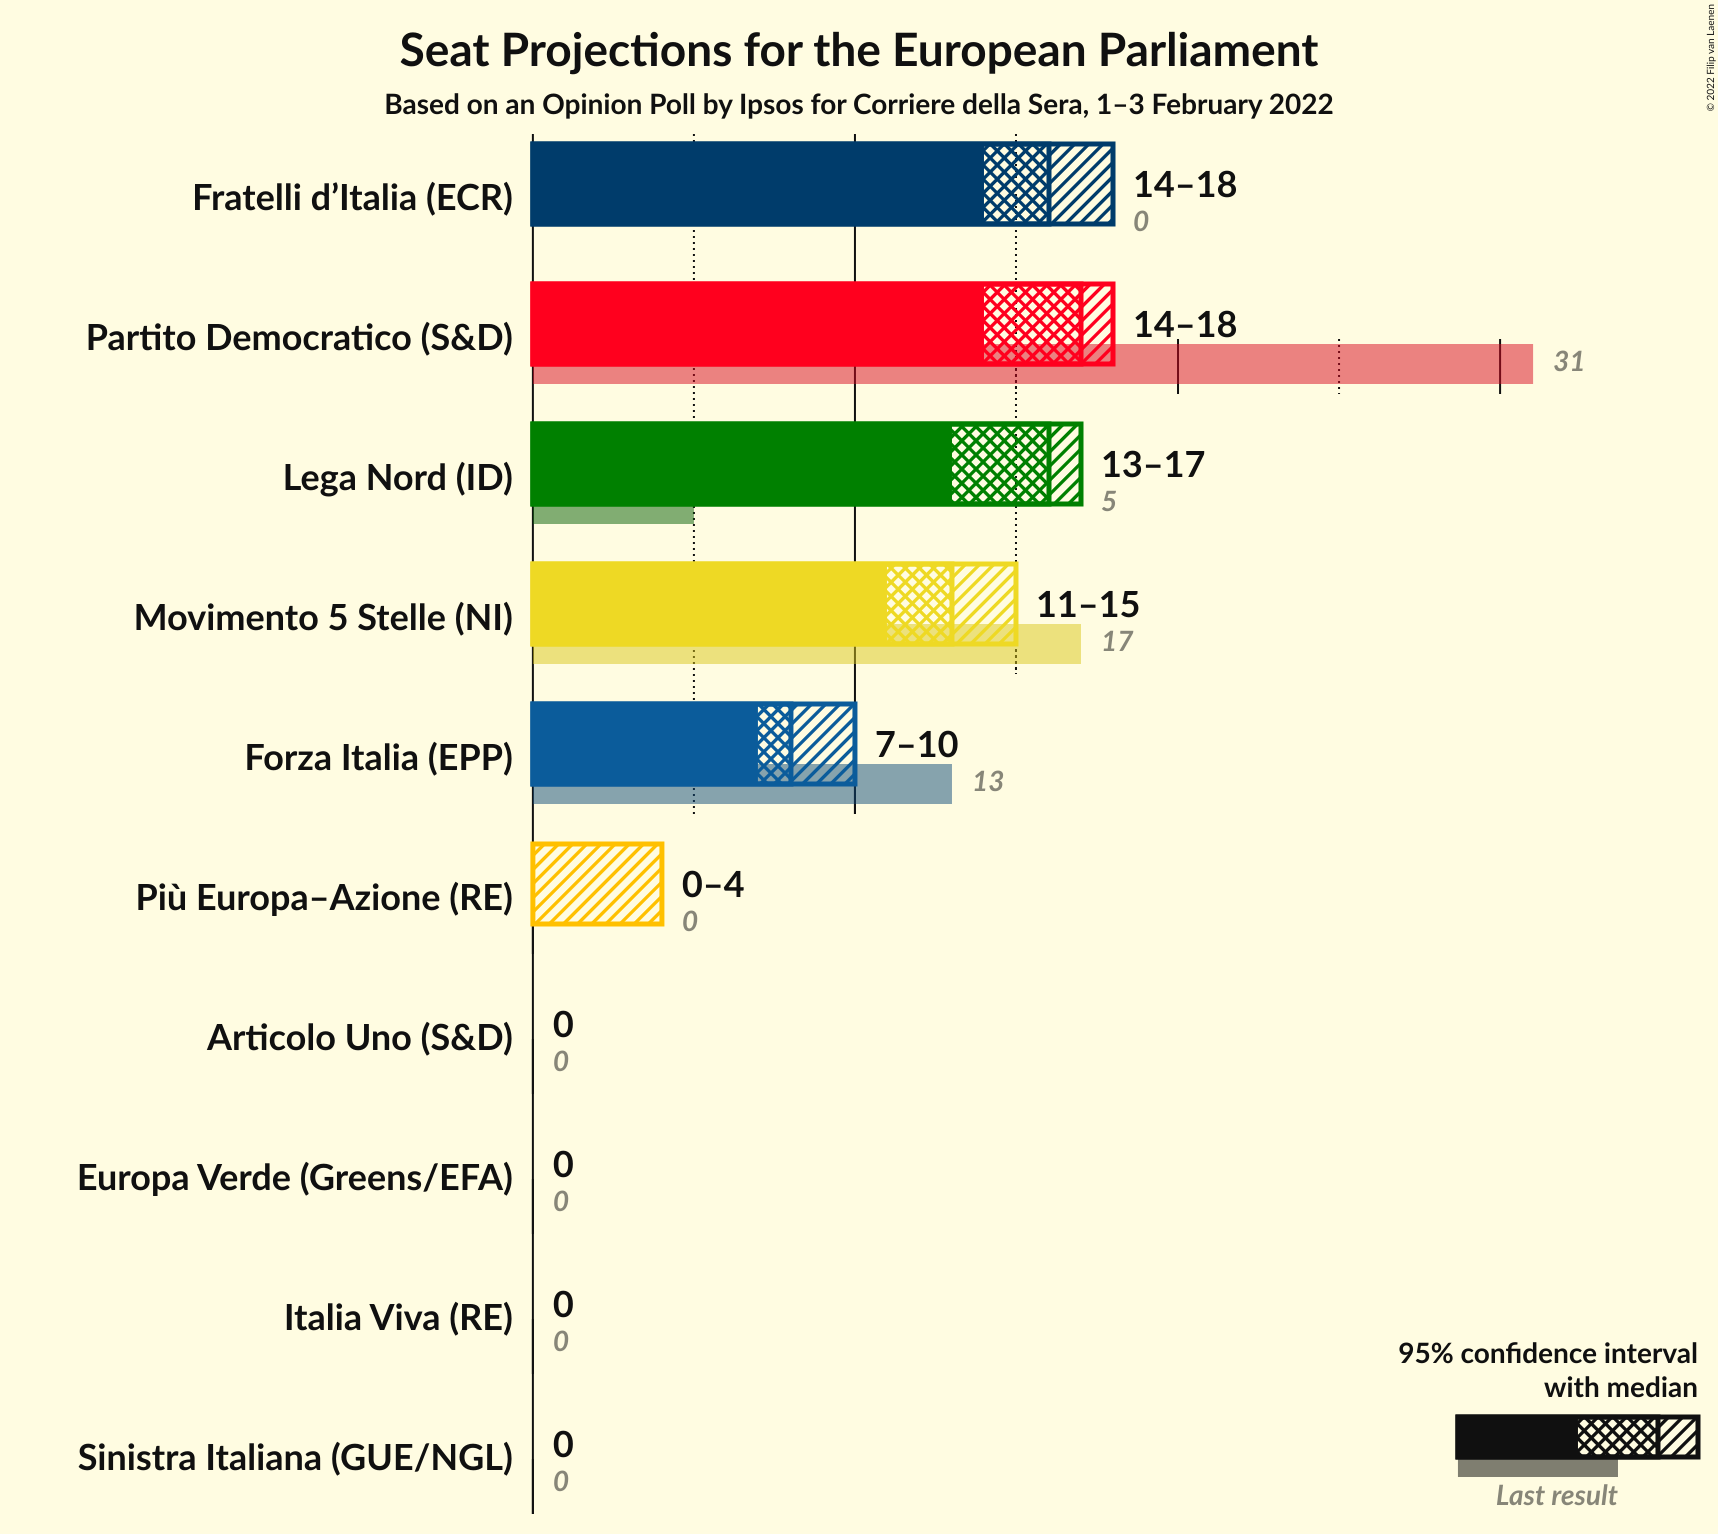 Seat Projections for the European Parliament
Based on an Opinion Poll by Ipsos for Corriere della Sera, 1–3 February 2022
© 2022 Filip van Laenen
Fratelli d’Italia (ECR)
14–18
0
Partito Democratico (S&D)
14–18
31
Lega Nord (ID)
13–17
5
Movimento 5 Stelle (NI)
11–15
17
Forza Italia (EPP)
7–10
13
Più Europa–Azione (RE)
0–4
0
Articolo Uno (S&D)
0
0
Europa Verde (Greens/EFA)
0
0
Italia Viva (RE)
0
0
Sinistra Italiana (GUE/NGL)
0
0
95% confidence interval
with median
Last result